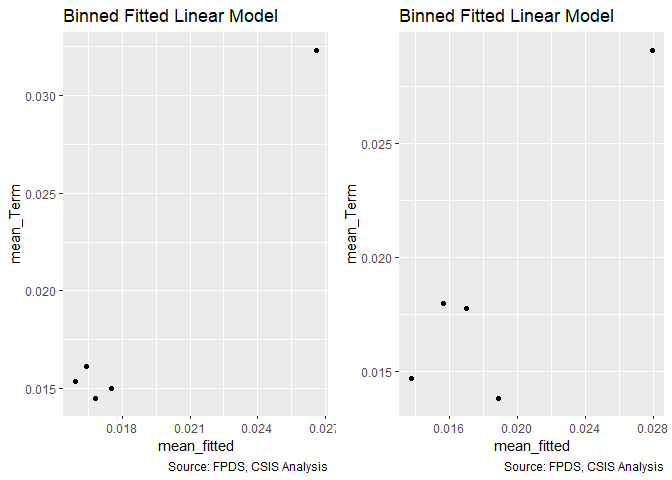 Binned Fitted Linear Model
mean_Term
0.030
0.025
0.020
0.015
0.018
0.021
0.024
0.027
mean_fitted
Source: FPDS, CSIS Analysis
Binned Fitted Linear Model
mean_Term
0.025
0.020
0.015
0.016
0.020
0.024
0.028
mean_fitted
Source: FPDS, CSIS Analysis